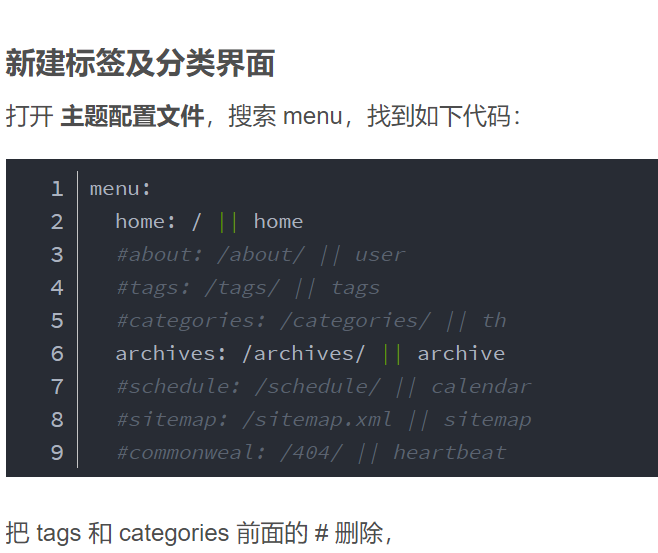 新建标签及分类界面
打开 主题配置文件，搜索 menu，找到如下代码：
1 menu:
2 home: / || home
3 #about: /about/ || user
4 #tags: /tags/ || tags
5 #categories: /categories/ || th
6 archives: /archives/ || archive
7 #schedule: /schedule/ || calendar
8 #sitemap: /sitemap.xml || sitemap
9 #commonweal: /404/ || heartbeat
把 tags 和 categories 前面的 # 删除，